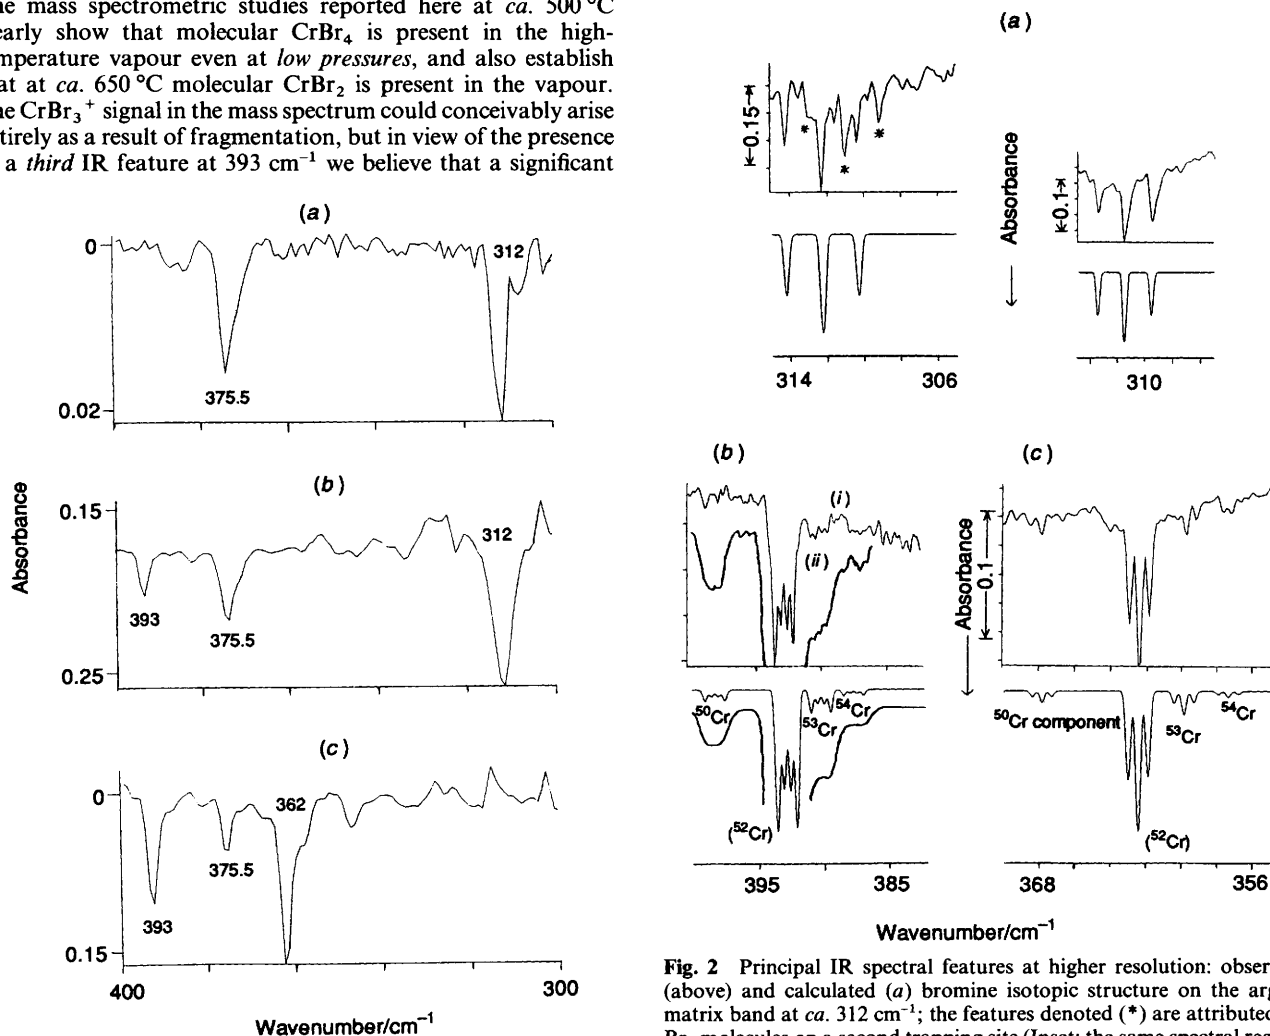 he mass spectrometric studies reported here at ca. 500 °C
early show that molecular CrBr₄ is present in the high-
mperature vapour even at low pressures, and also establish
at at ca. 650 °C molecular CrBr₂ is present in the vapour.
he CrBr₃⁺ signal in the mass spectrum could conceivably arise
tirely as a result of fragmentation, but in view of the presence
a third IR feature at 393 cm⁻¹ we believe that a significant
(a)
0
312
375.5
0.02
(b)
0.15
312
393
375.5
0.25
Absorbance
(c)
0
362
375.5
393
0.15
400 300
Wavenumber/cm⁻¹
(a)
0.15
* * *
Absorbance
0.1
314 306
310
(b)
(i)
(ii)
⁵⁰Cr
⁵³Cr
⁵⁴Cr
(⁵²Cr)
395 385
(c)
Absorbance
0.1
⁵⁰Cr component
⁵³Cr
⁵⁴Cr
(⁵²Cr)
368 356
Wavenumber/cm⁻¹
Fig. 2 Principal IR spectral features at higher resolution: obser
(above) and calculated (a) bromine isotopic structure on the arg
matrix band at ca. 312 cm⁻¹; the features denoted (*) are attributed